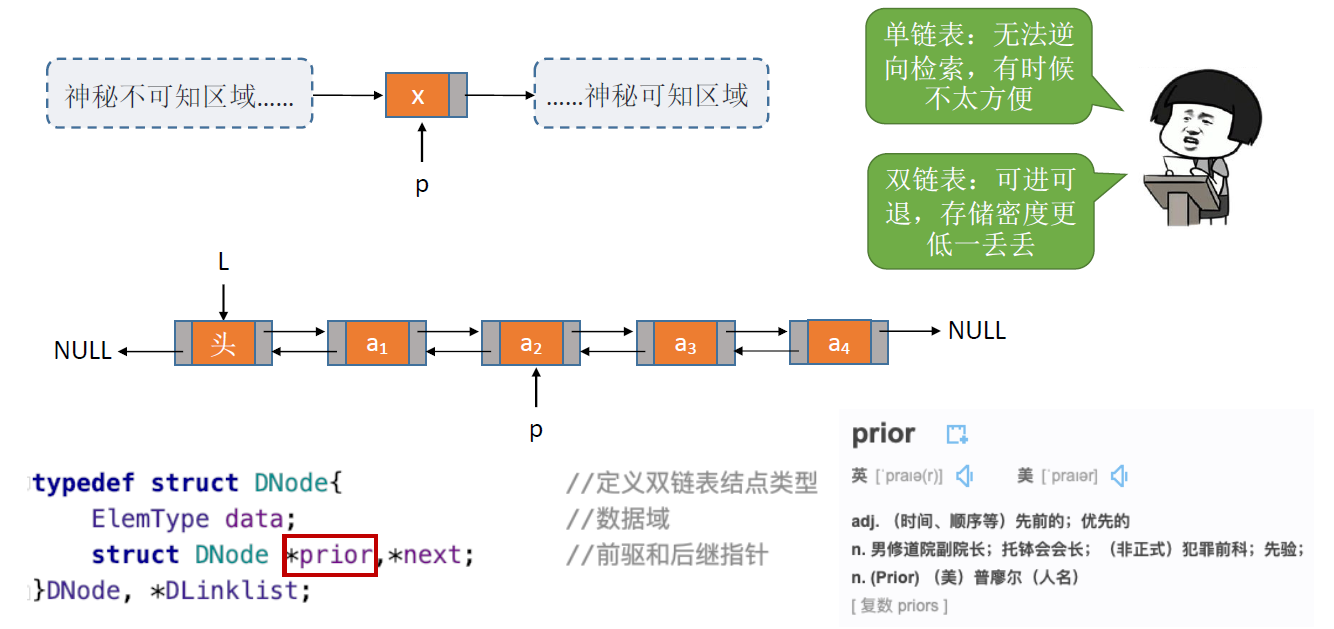 神秘不可知区域......
x
......神秘可知区域
p
单链表：无法逆
向检索，有时候
不太方便
双链表：可进可
退，存储密度更
低一丢丢
L
NULL
头
a1
a2
a3
a4
NULL
p
typedef struct DNode{ //定义双链表结点类型
ElemType data; //数据域
struct DNode *prior,*next; //前驱和后继指针
}DNode, *DLinklist;
prior
英 [ˈpraɪə(r)] 美 [ˈpraɪər]
adj. （时间、顺序等）先前的；优先的
n. 男修道院副院长；托钵会会长；（非正式）犯罪前科；先验；
n. (Prior) （美）普廖尔（人名）
[ 复数 priors ]